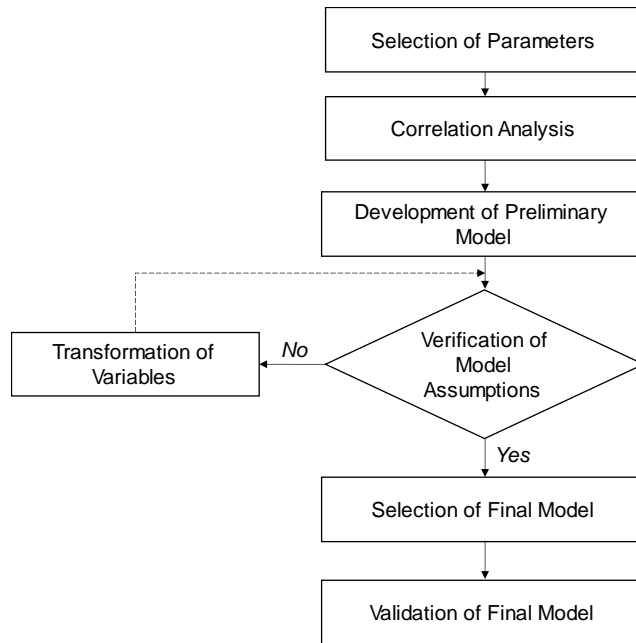 Selection of Parameters
Correlation Analysis
Development of Preliminary
Model
Verification of
Model
Assumptions
No
Transformation of
Variables
Yes
Selection of Final Model
Validation of Final Model